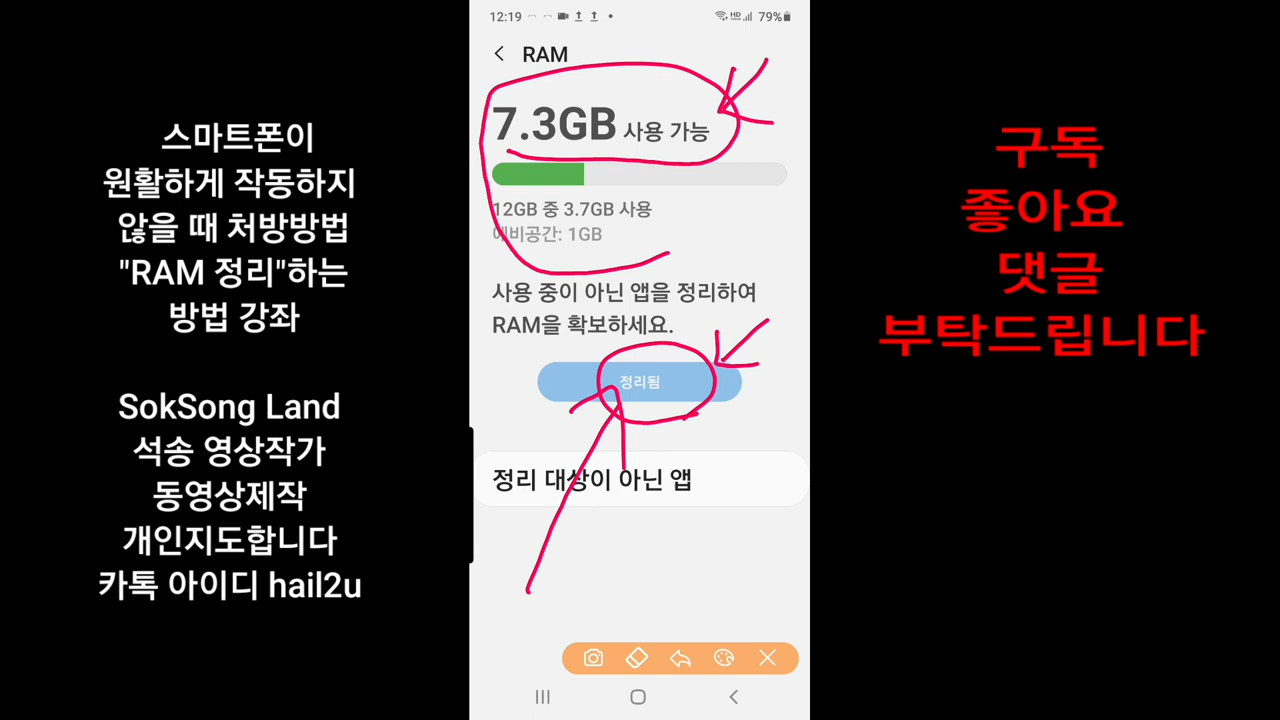 스마트폰이
원활하게 작동하지
않을 때 처방방법
"RAM 정리"하는
방법 강좌
SokSong Land
석송 영상작가
동영상제작
개인지도합니다
카톡 아이디 hail2u
12:19
HD
79%
RAM
7.3GB 사용 가능
12GB 중 3.7GB 사용
예비공간: 1GB
사용 중이 아닌 앱을 정리하여
RAM을 확보하세요.
정리됨
정리 대상이 아닌 앱
구독
좋아요
댓글
부탁드립니다